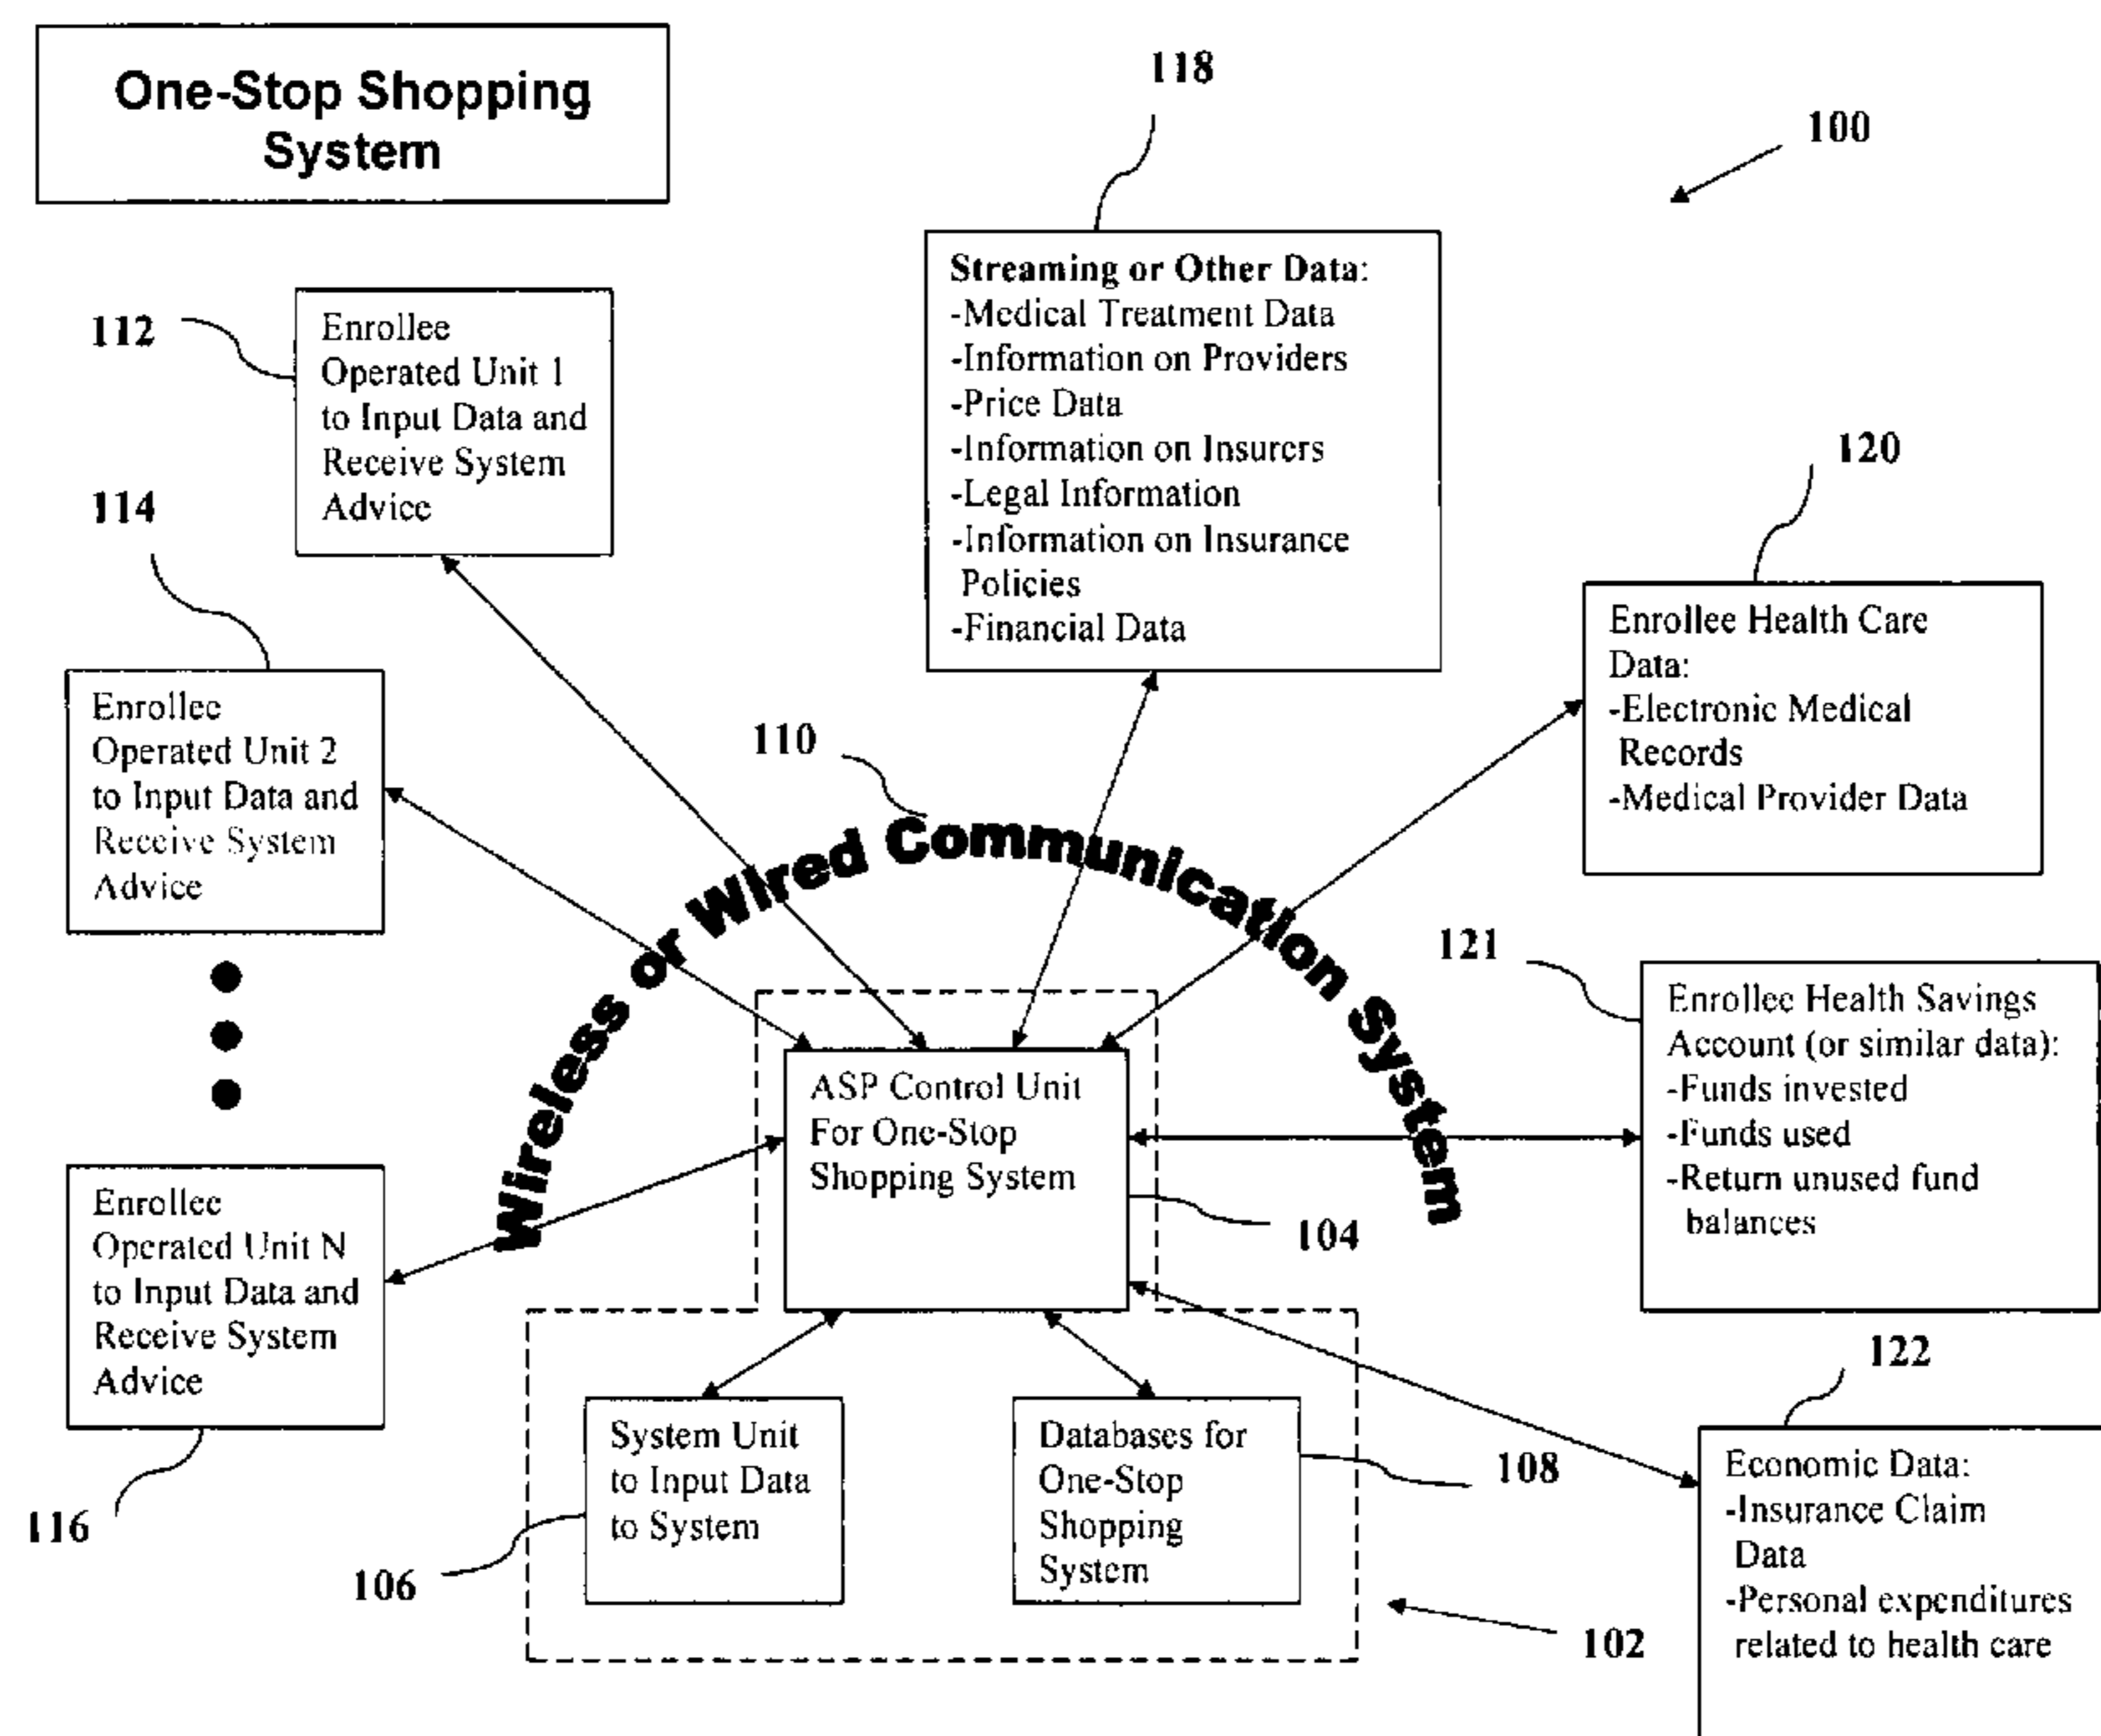 One-Stop Shopping
System
118
100
Streaming or Other Data:
-Medical Treatment Data
-Information on Providers
-Price Data
-Information on Insurers
-Legal Information
-Information on Insurance
Policies
-Financial Data
112
Enrollee
Operated Unit 1
to Input Data and
Receive System
Advice
120
Enrollee Health Care
Data:
-Electronic Medical
Records
-Medical Provider Data
114
Enrollee
Operated Unit 2
to Input Data and
Receive System
Advice
110
Wireless or Wired Communication System
121
Enrollee Health Savings
Account (or similar data):
-Funds invested
-Funds used
-Return unused fund
balances
ASP Control Unit
For One-Stop
Shopping System
104
Enrollee
Operated Unit N
to Input Data and
Receive System
Advice
116
122
Economic Data:
-Insurance Claim
Data
-Personal expenditures
related to health care
System Unit
to Input Data
to System
106
Databases for
One-Stop
Shopping
System
108
102